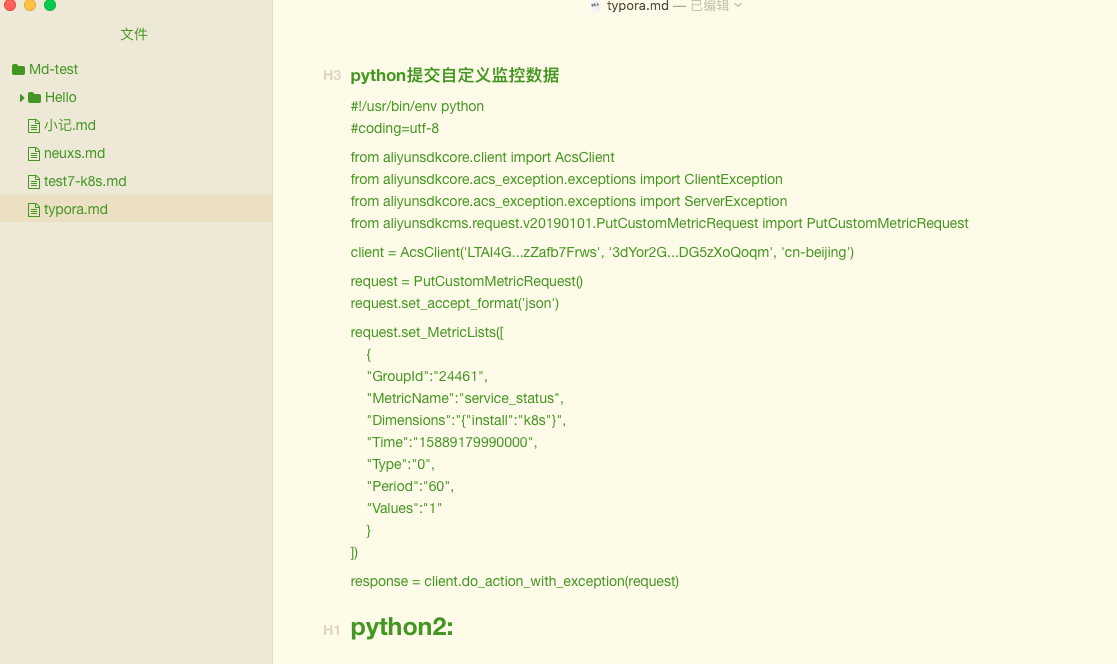 typora.md — 已编辑
文件
Md-test
Hello
小记.md
neuxs.md
test7-k8s.md
typora.md
H3 python提交自定义监控数据
#!/usr/bin/env python
#coding=utf-8
from aliyunsdkcore.client import AcsClient
from aliyunsdkcore.acs_exception.exceptions import ClientException
from aliyunsdkcore.acs_exception.exceptions import ServerException
from aliyunsdkcms.request.v20190101.PutCustomMetricRequest import PutCustomMetricRequest
client = AcsClient('LTAI4G...zZafb7Frws', '3dYor2G...DG5zXoQoqm', 'cn-beijing')
request = PutCustomMetricRequest()
request.set_accept_format('json')
request.set_MetricLists([
{
"GroupId":"24461",
"MetricName":"service_status",
"Dimensions":"{"install":"k8s"}",
"Time":"15889179990000",
"Type":"0",
"Period":"60",
"Values":"1"
}
])
response = client.do_action_with_exception(request)
H1 python2: